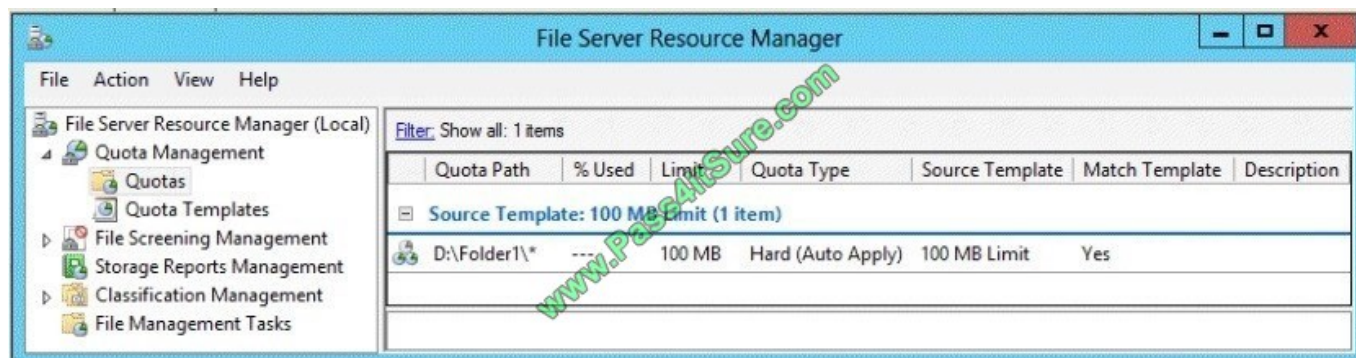 File Server Resource Manager
File Action View Help
File Server Resource Manager (Local)
Quota Management
Quotas
Quota Templates
File Screening Management
Storage Reports Management
Classification Management
File Management Tasks
Filter: Show all: 1 items
Quota Path % Used Limit Quota Type Source Template Match Template Description
Source Template: 100 MB Limit (1 item)
D:\Folder1\* --- 100 MB Hard (Auto Apply) 100 MB Limit Yes
www.Pass4itSure.com